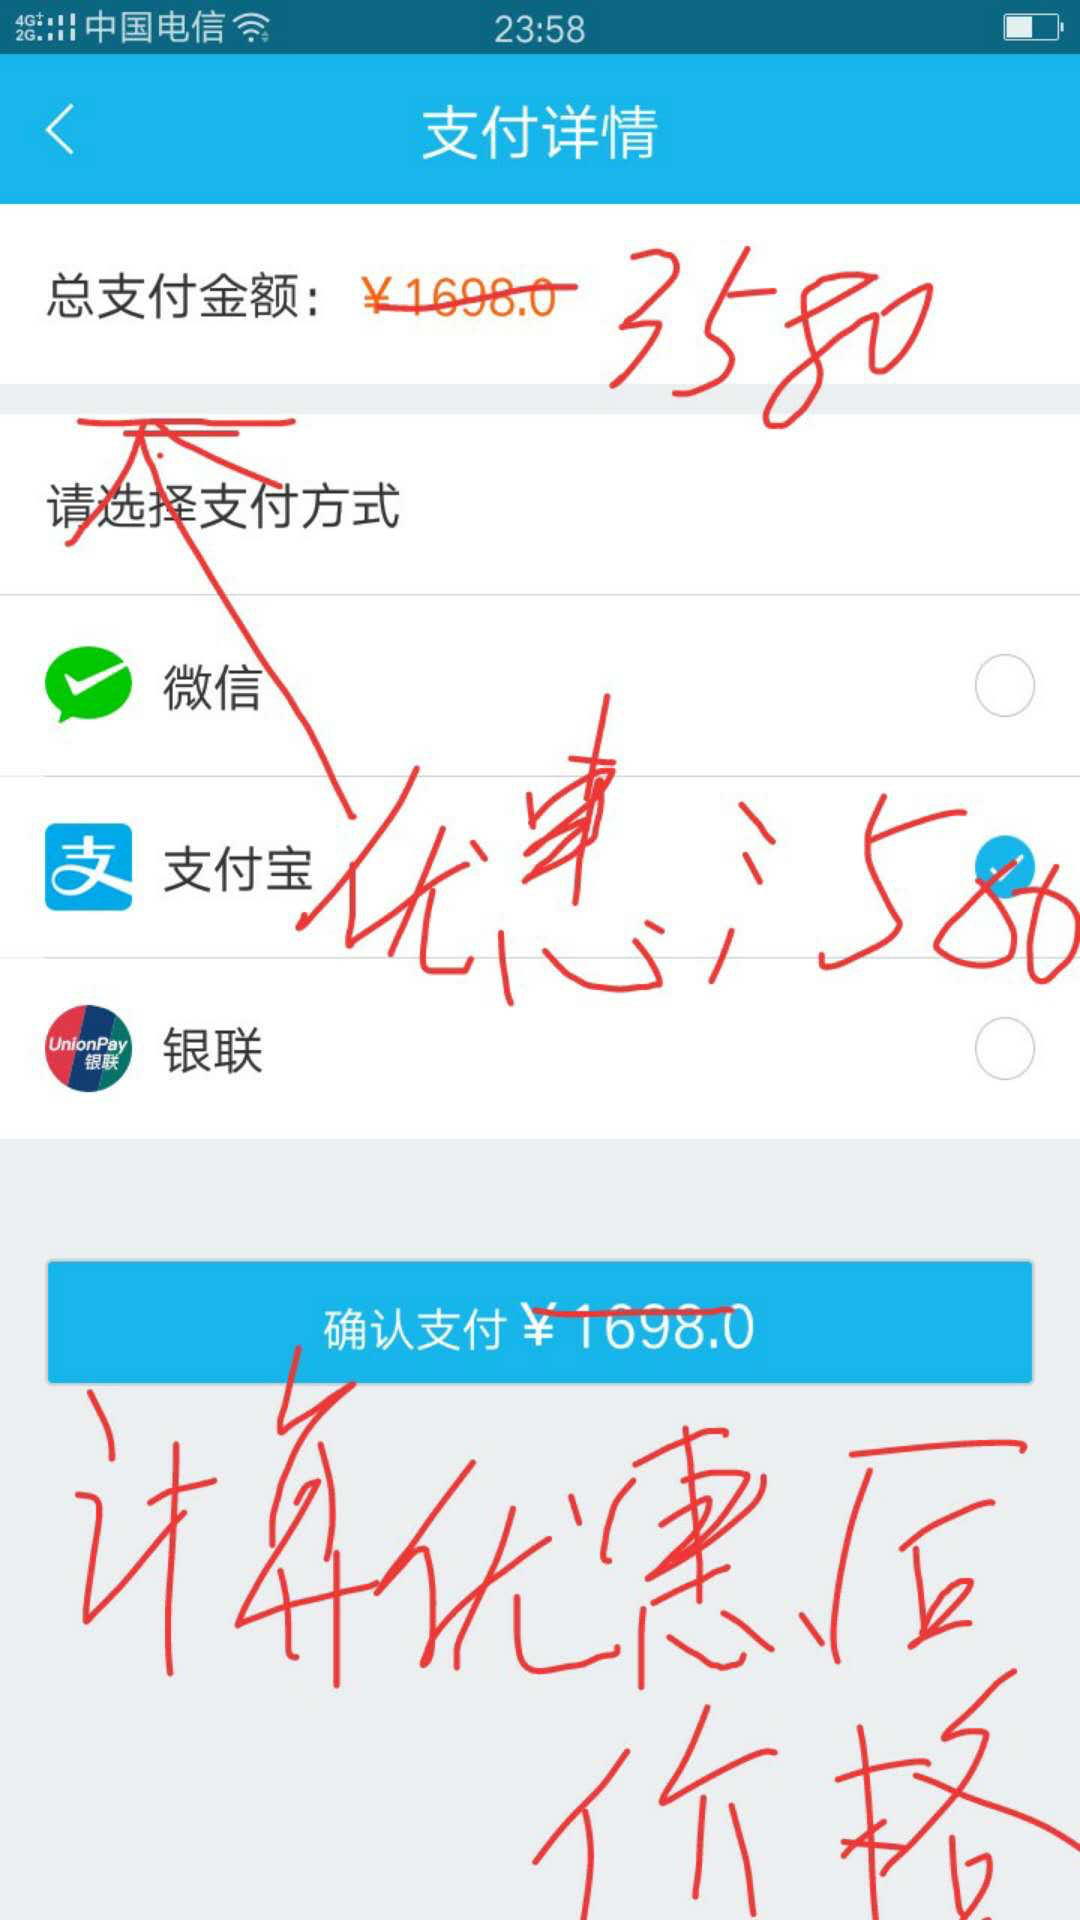 4G+ 2G 中国电信 23:58
支付详情
总支付金额： ¥1698.0 3580
请选择支付方式
微信
优惠：500
支付宝
UnionPay 银联 银联
确认支付 ¥1698.0
计算优惠后
价格